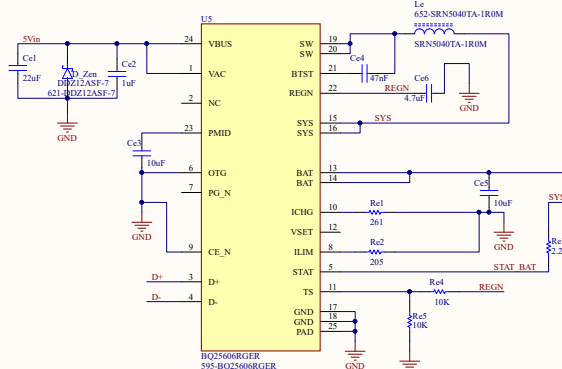 Le
652-SRN5040TA-1R0M
SRN5040TA-1R0M
U5
5Vin
24
VBUS
SW
19
SW
20
Ce1
22uF
D_Zen
DDZ12ASF-7
621-DDZ12ASF-7
Ce2
1uF
1
VAC
BTST
21
Ce4
47nF
REGN
22
REGN
Ce6
4.7uF
GND
2
NC
GND
23
PMID
SYS
15
SYS
SYS
16
Ce3
10uF
6
OTG
BAT
13
BAT
14
7
PG_N
Ce5
10uF
SYS
ICHG
10
Re1
261
GND
VSET
12
GND
9
CE_N
ILIM
8
Re2
205
Re
2.2
STAT
5
STAT_BAT
D+
3
D+
D-
4
D-
TS
11
Re4
10K
REGN
GND
17
GND
18
PAD
25
Re5
10K
GND
BQ25606RGER
595-BQ25606RGER